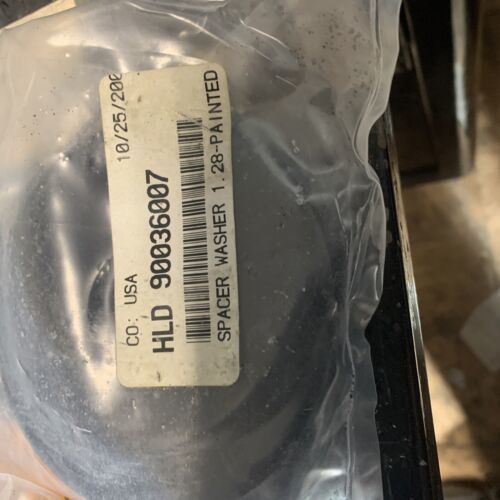 CO: USA 10/25/200
HLD 90036007
SPACER WASHER 1.28-PAINTED